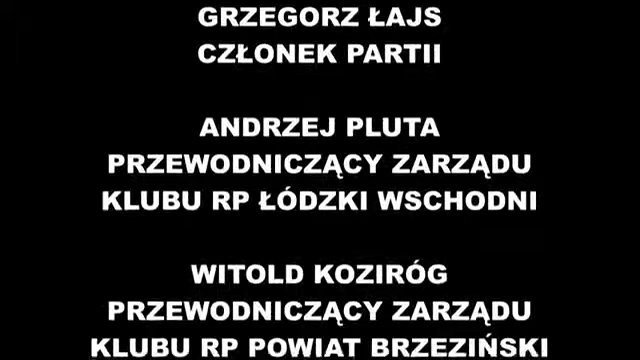 GRZEGORZ ŁAJS
CZŁONEK PARTII
ANDRZEJ PLUTA
PRZEWODNICZĄCY ZARZĄDU
KLUBU RP ŁÓDZKI WSCHODNI
WITOLD KOZIRÓG
PRZEWODNICZĄCY ZARZĄDU
KLUBU RP POWIAT BRZEZIŃSKI